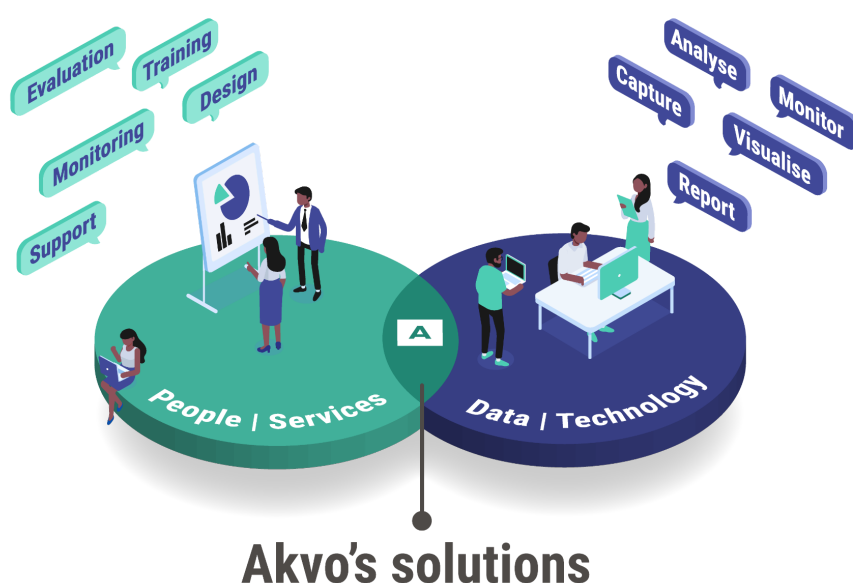 Evaluation
Training
Design
Monitoring
Support
Analyse
Capture
Monitor
Visualise
Report
A
People | Services
Data | Technology
Akvo's solutions